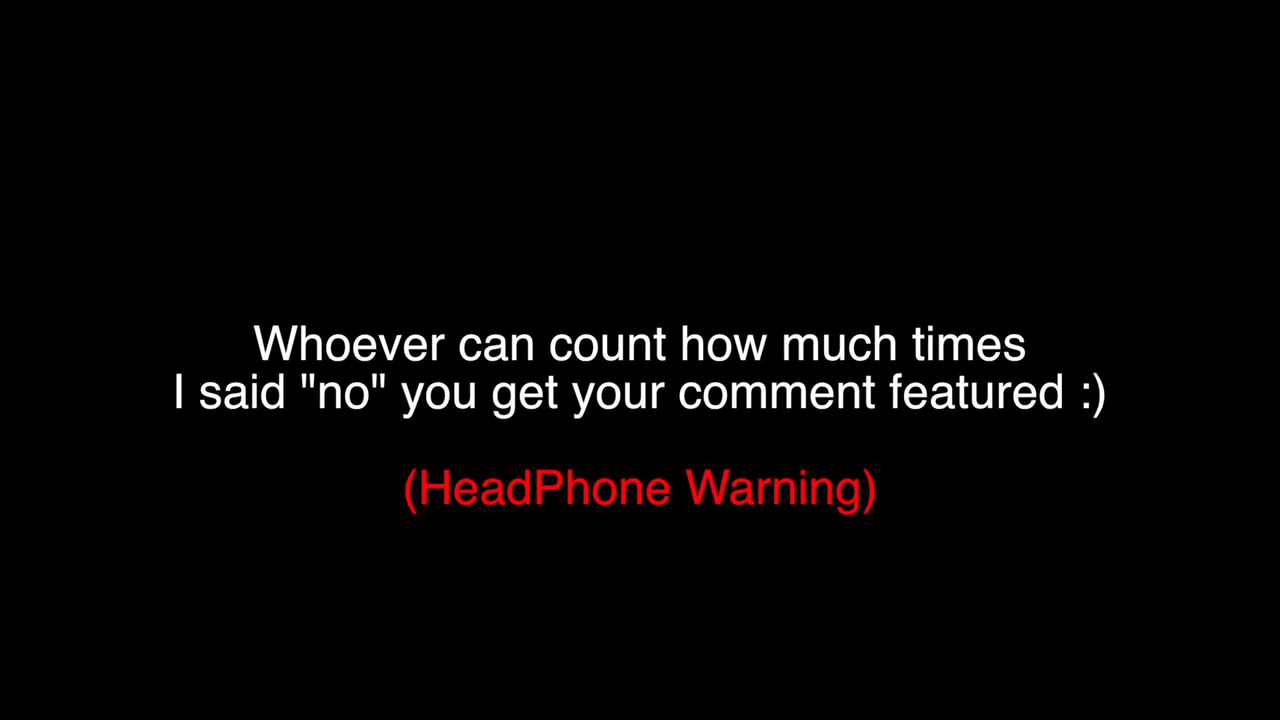 Whoever can count how much times
I said "no" you get your comment featured :)
(HeadPhone Warning)